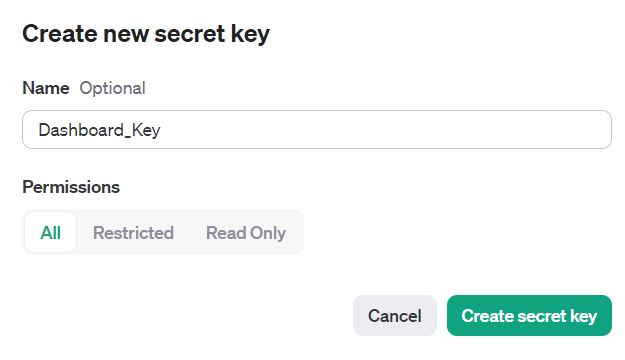 Create new secret key
Name Optional
Dashboard_Key
Permissions
All Restricted Read Only
Cancel Create secret key